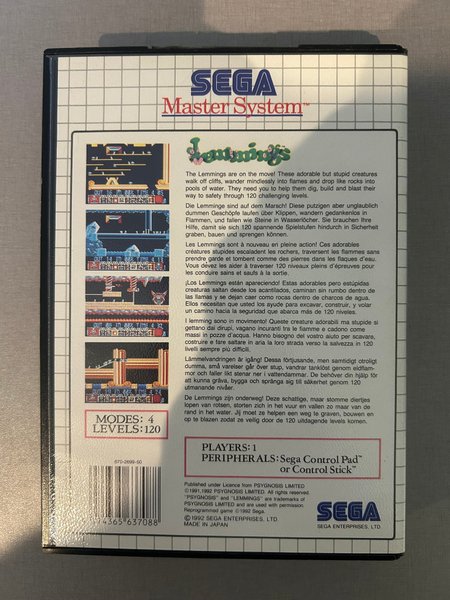 SEGA
Master System™
Lemmings
The Lemmings are on the move! These adorable but stupid creatures
walk off cliffs, wander mindlessly into flames and drop like rocks into
pools of water. They need you to help them dig, build and blast their
way to safety through 120 challenging levels.
Die Lemminge sind auf dem Marsch! Diese putzigen aber unglaublich
dummen Geschöpfe laufen über Klippen, wandern gedankenlos in
Flammen, und fallen wie Steine in Wasserlöcher. Sie brauchen Ihre
Hilfe, damit sie sich 120 spannende Spielstufen hindurch in Sicherheit
graben, bauen und sprengen können.
Les Lemmings sont à nouveau en pleine action! Ces adorables
créatures stupides escaladent les rochers, traversent les flammes sans
prendre garde et tombent comme des pierres dans les flaques d'eau.
Vous devez les aider à traverser 120 niveaux pleins d'épreuves pour
les conduire sains et saufs à la sortie.
¡Los Lemmings están apareciendo! Estas adorables pero estúpidas
creaturas saltan desde los acantilados, caminan sin rumbo dentro de
las llamas y se dejan caer como rocas dentro de charcos de agua.
Ellos necesitan que usted los ayude para excavar, construir, y volar
un camino hacia la seguridad que abarca más de 120 niveles.
I lemming sono in movimento! Queste creature adorabili ma stupide si
gettano dai dirupi, vagano incuranti tra le fiamme e cadono come
massi in pozze d'acqua. Hanno bisogno del vostro aiuto per scavare,
costruire e fare saltare in aria la loro strada verso la salvezza in 120
livelli sempre più difficili.
Lämmelvandringen är igång! Dessa förtjusande, men samtidigt otroligt
dumma, små varelser går över stup, vandrar tanklöst genom eldflam-
mor och faller likt stenar ner i vattendammar. De behöver din hjälp för
att kunna gräva, bygga och spränga sig till säkerhet genom 120
utmanande nivåer.
De Lemmings zijn onderweg! Deze schattige, maar stomme diertjes
lopen van rotsen, storten zich in het vuur en vallen zo maar van de
rand in het water. Jij moet ze helpen een weg te graven, bouwen en
op te blazen zodat ze veilig door de 120 uitdagende levels komen.
MODES: 4
LEVELS: 120
PLAYERS: 1
PERIPHERALS: Sega Control Pad™
or Control Stick™
670-2699-50
Published under Licence from PSYGNOSIS LIMITED
©1991, 1992 PSYGNOSIS LIMITED. All rights reserved.
"PSYGNOSIS" and "LEMMINGS" are trademarks
of PSYGNOSIS LIMITED and are used with permission.
Reprogrammed game ©1992 Sega.
©1992 SEGA ENTERPRISES, LTD.
MADE IN JAPAN
SEGA
SEGA ENTERPRISES, LTD.
4365 637088